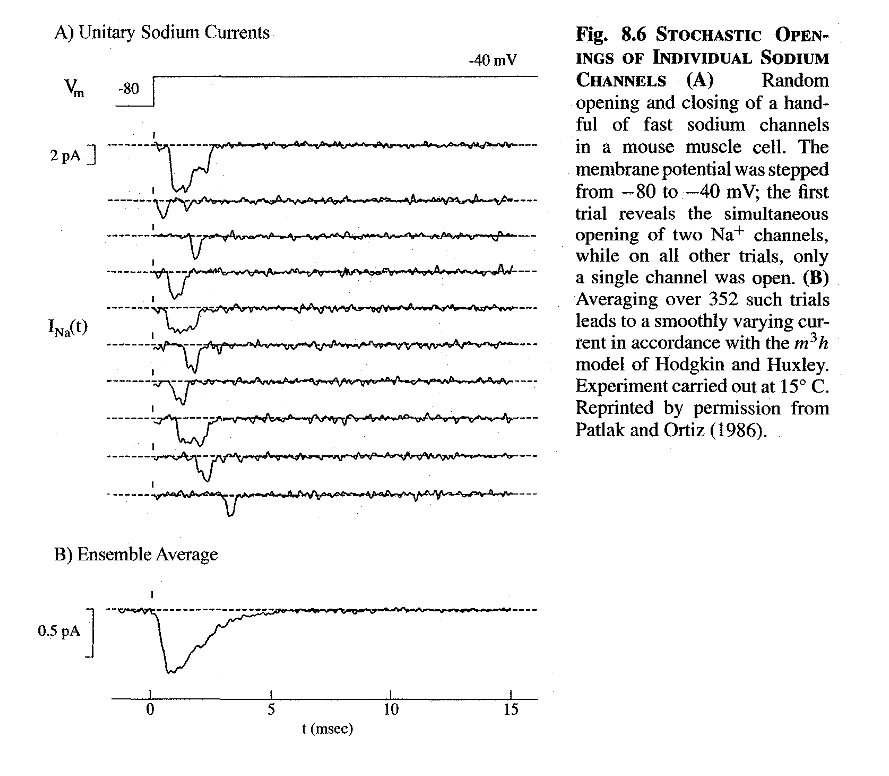 A) Unitary Sodium Currents
-40 mV
Vm
-80
2 pA
INa(t)
B) Ensemble Average
0.5 pA
0
5
10
15
t (msec)
Fig. 8.6 STOCHASTIC OPEN-
INGS OF INDIVIDUAL SODIUM
CHANNELS (A) Random
opening and closing of a hand-
ful of fast sodium channels
in a mouse muscle cell. The
membrane potential was stepped
from −80 to −40 mV; the first
trial reveals the simultaneous
opening of two Na⁺ channels,
while on all other trials, only
a single channel was open. (B)
Averaging over 352 such trials
leads to a smoothly varying cur-
rent in accordance with the m³h
model of Hodgkin and Huxley.
Experiment carried out at 15° C.
Reprinted by permission from
Patlak and Ortiz (1986).